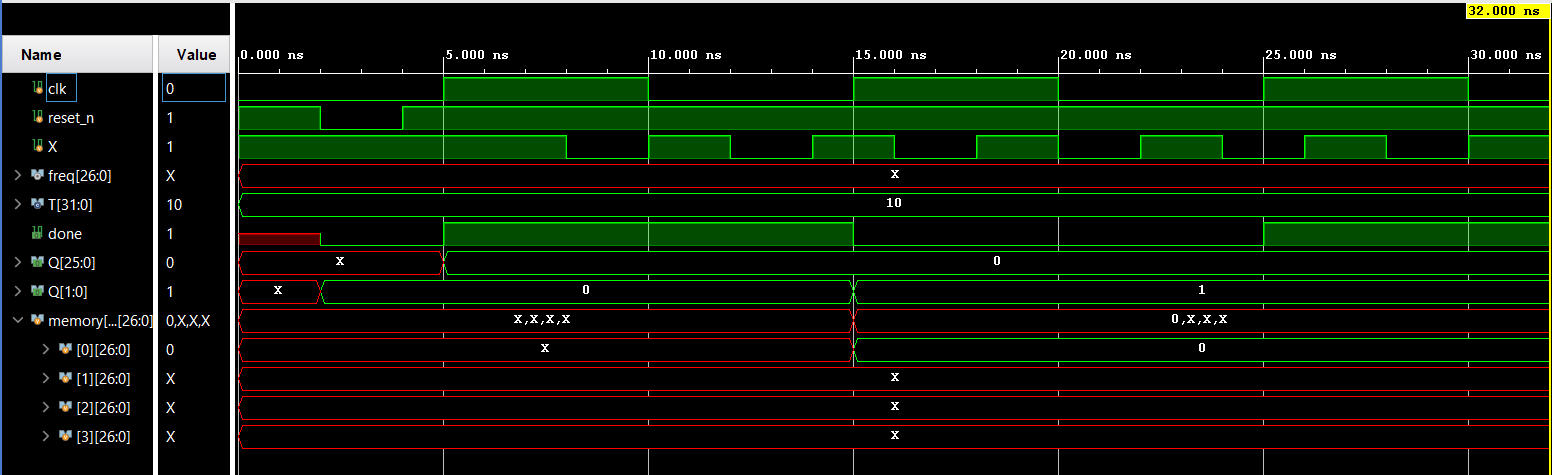 32.000 ns
Name Value 0.000 ns 5.000 ns 10.000 ns 15.000 ns 20.000 ns 25.000 ns 30.000 ns
clk 0
reset_n 1
X 1
freq[26:0] X X
T[31:0] 10 10
done 1
Q[25:0] 0 X 0
Q[1:0] 1 X 0 1
memory[...[26:0] 0,X,X,X X,X,X,X 0,X,X,X
[0][26:0] 0 X 0
[1][26:0] X X
[2][26:0] X X
[3][26:0] X X